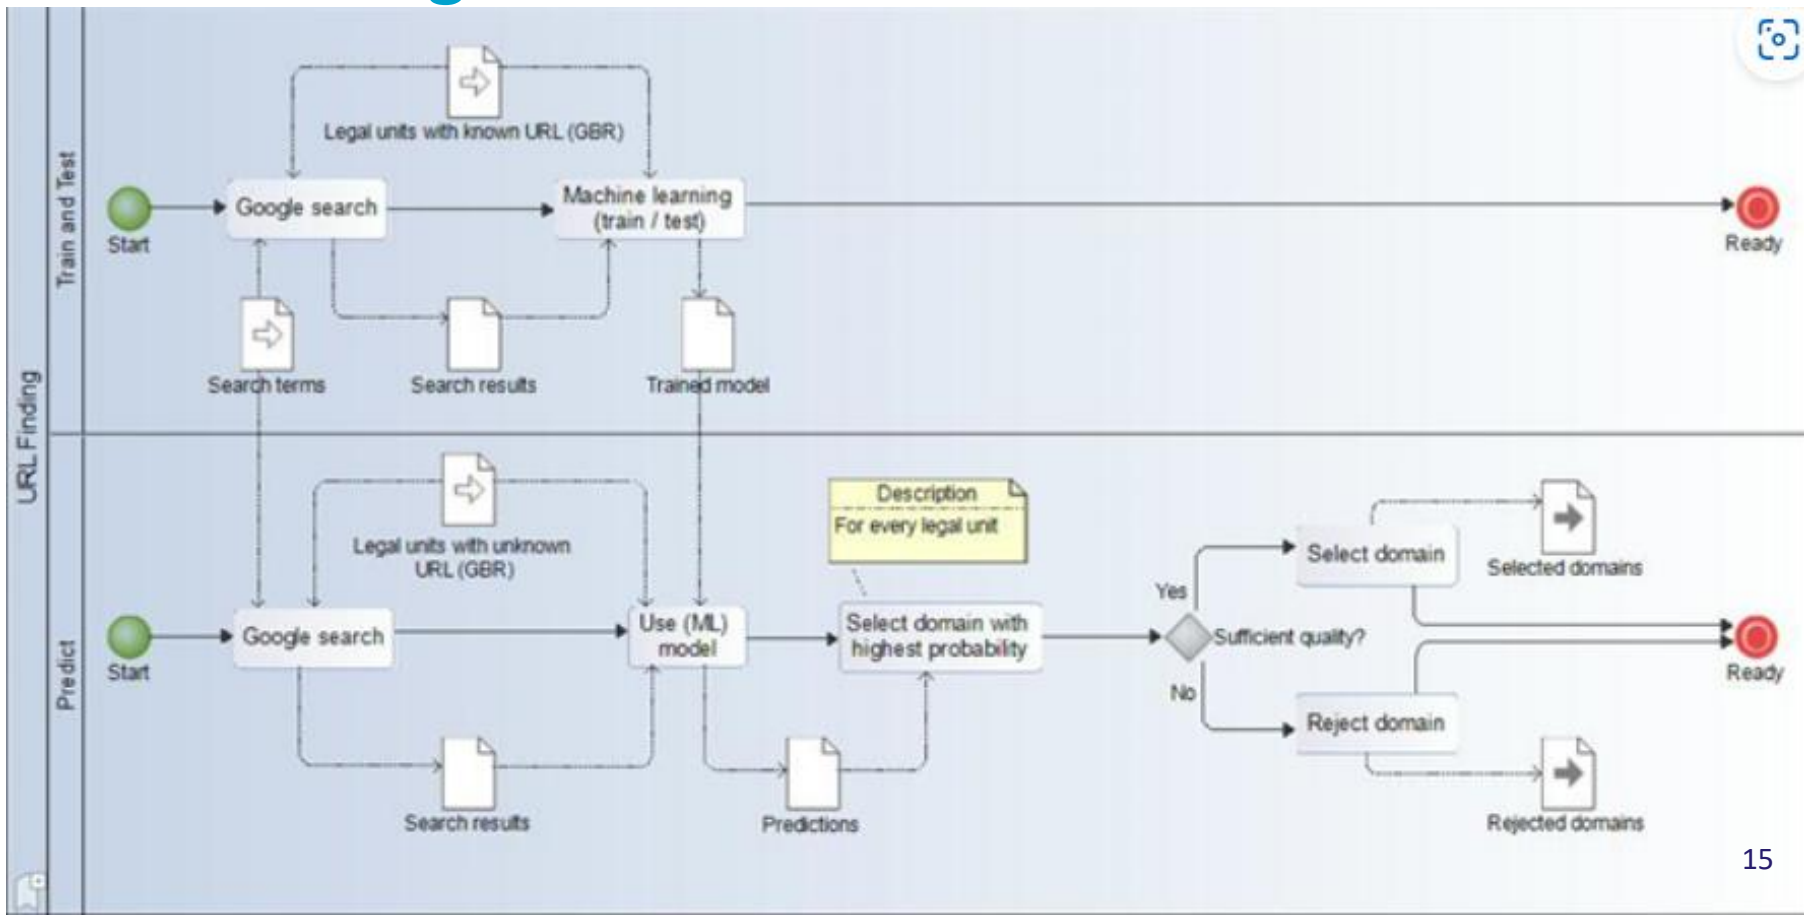 URL Finding
Train and Test
Legal units with known URL (GBR)
Start
Google search
Machine learning
(train / test)
Ready
Search terms
Search results
Trained model
Predict
Legal units with unknown
URL (GBR)
Description
For every legal unit
Start
Google search
Use (ML)
model
Select domain with
highest probability
Yes
Sufficient quality?
No
Select domain
Selected domains
Reject domain
Rejected domains
Ready
Search results
Predictions
15